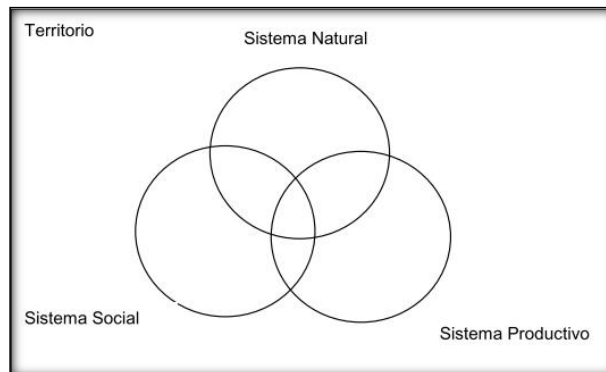 Territorio
Sistema Natural
Sistema Social
Sistema Productivo